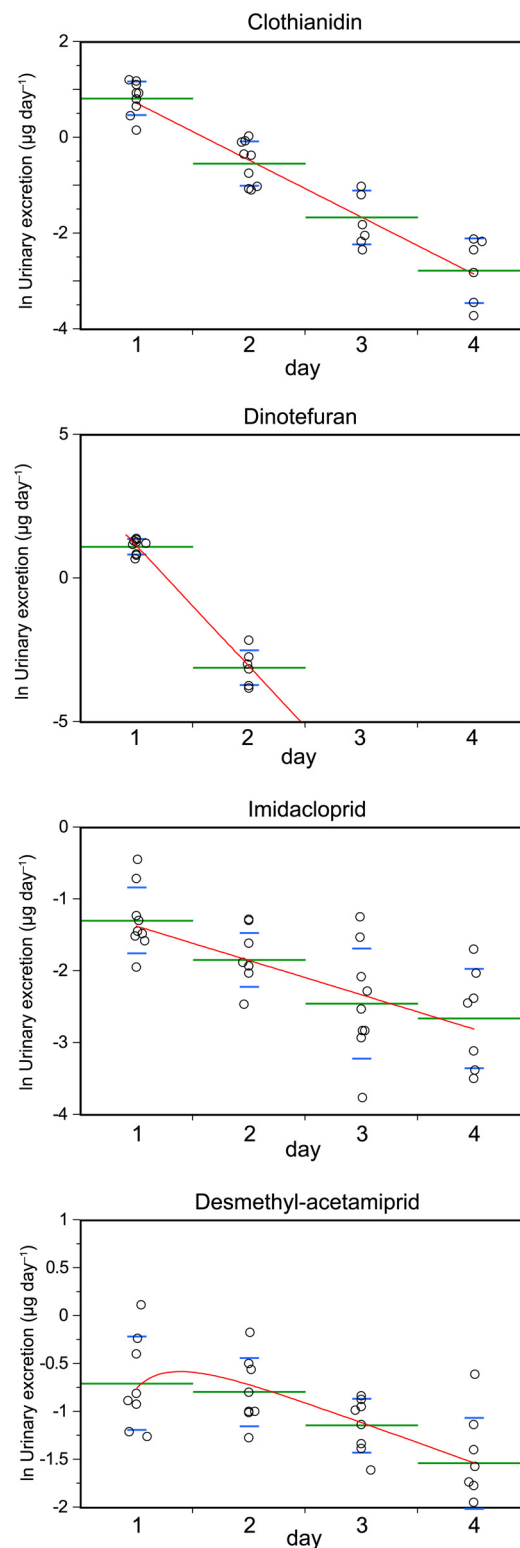 Clothianidin
ln Urinary excretion (µg day⁻¹)
2
0
-2
-4
1 2 3 4
day
Dinotefuran
ln Urinary excretion (µg day⁻¹)
5
0
-5
1 2 3 4
day
Imidacloprid
ln Urinary excretion (µg day⁻¹)
0
-1
-2
-3
-4
1 2 3 4
day
Desmethyl-acetamiprid
ln Urinary excretion (µg day⁻¹)
1
0.5
0
-0.5
-1
-1.5
-2
1 2 3 4
day